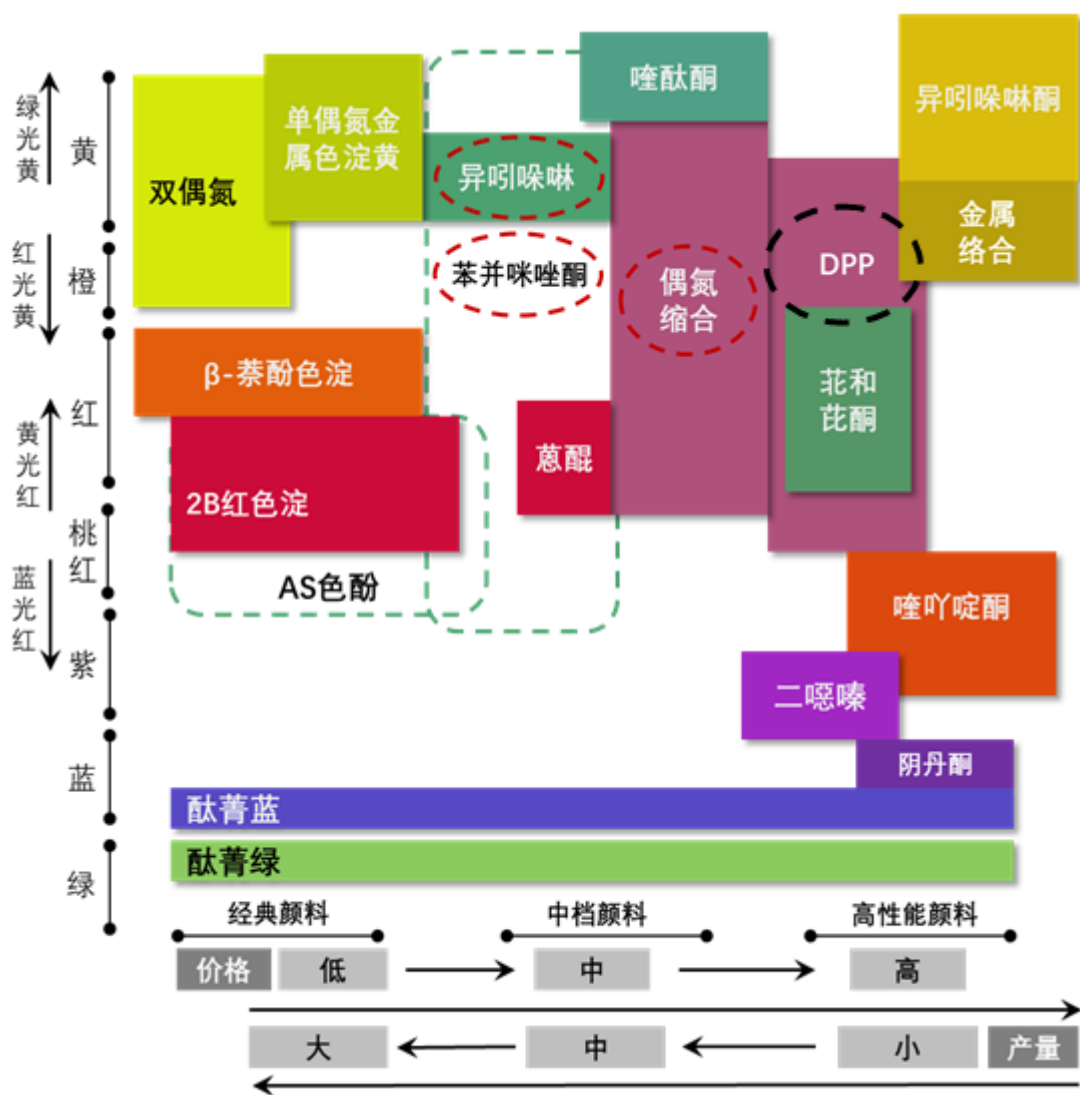 绿光黄
红光黄
黄光红
蓝光红
黄
橙
红
桃红
紫
蓝
绿
双偶氮
单偶氮金
属色淀黄
喹酞酮
异吲哚啉酮
异吲哚啉
金属
络合
苯并咪唑酮
偶氮
缩合
DPP
β-萘酚色淀
苝和
芘酮
蒽醌
2B红色淀
AS色酚
喹吖啶酮
二噁嗪
阴丹酮
酞菁蓝
酞菁绿
经典颜料
中档颜料
高性能颜料
价格
低
中
高
大
中
小
产量